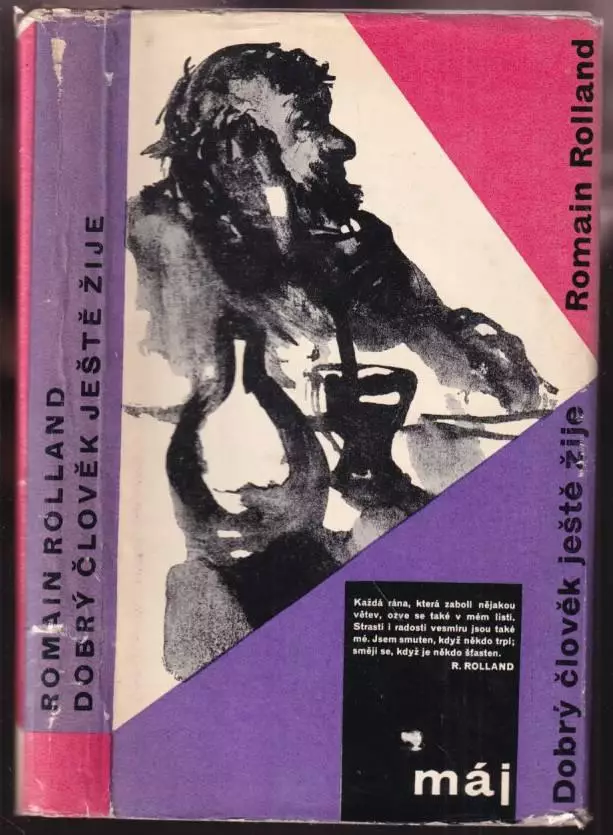 ROMAIN ROLLAND
DOBRÝ ČLOVĚK JEŠTĚ ŽIJE
Romain Rolland
Dobrý člověk ještě žije
Každá rána, která zabolí nějakou
větev, ozve se také v mém listí.
Strasti i radosti vesmíru jsou také
mé. Jsem smuten, když někdo trpí;
směji se, když je někdo šťasten.
R. ROLLAND
máj